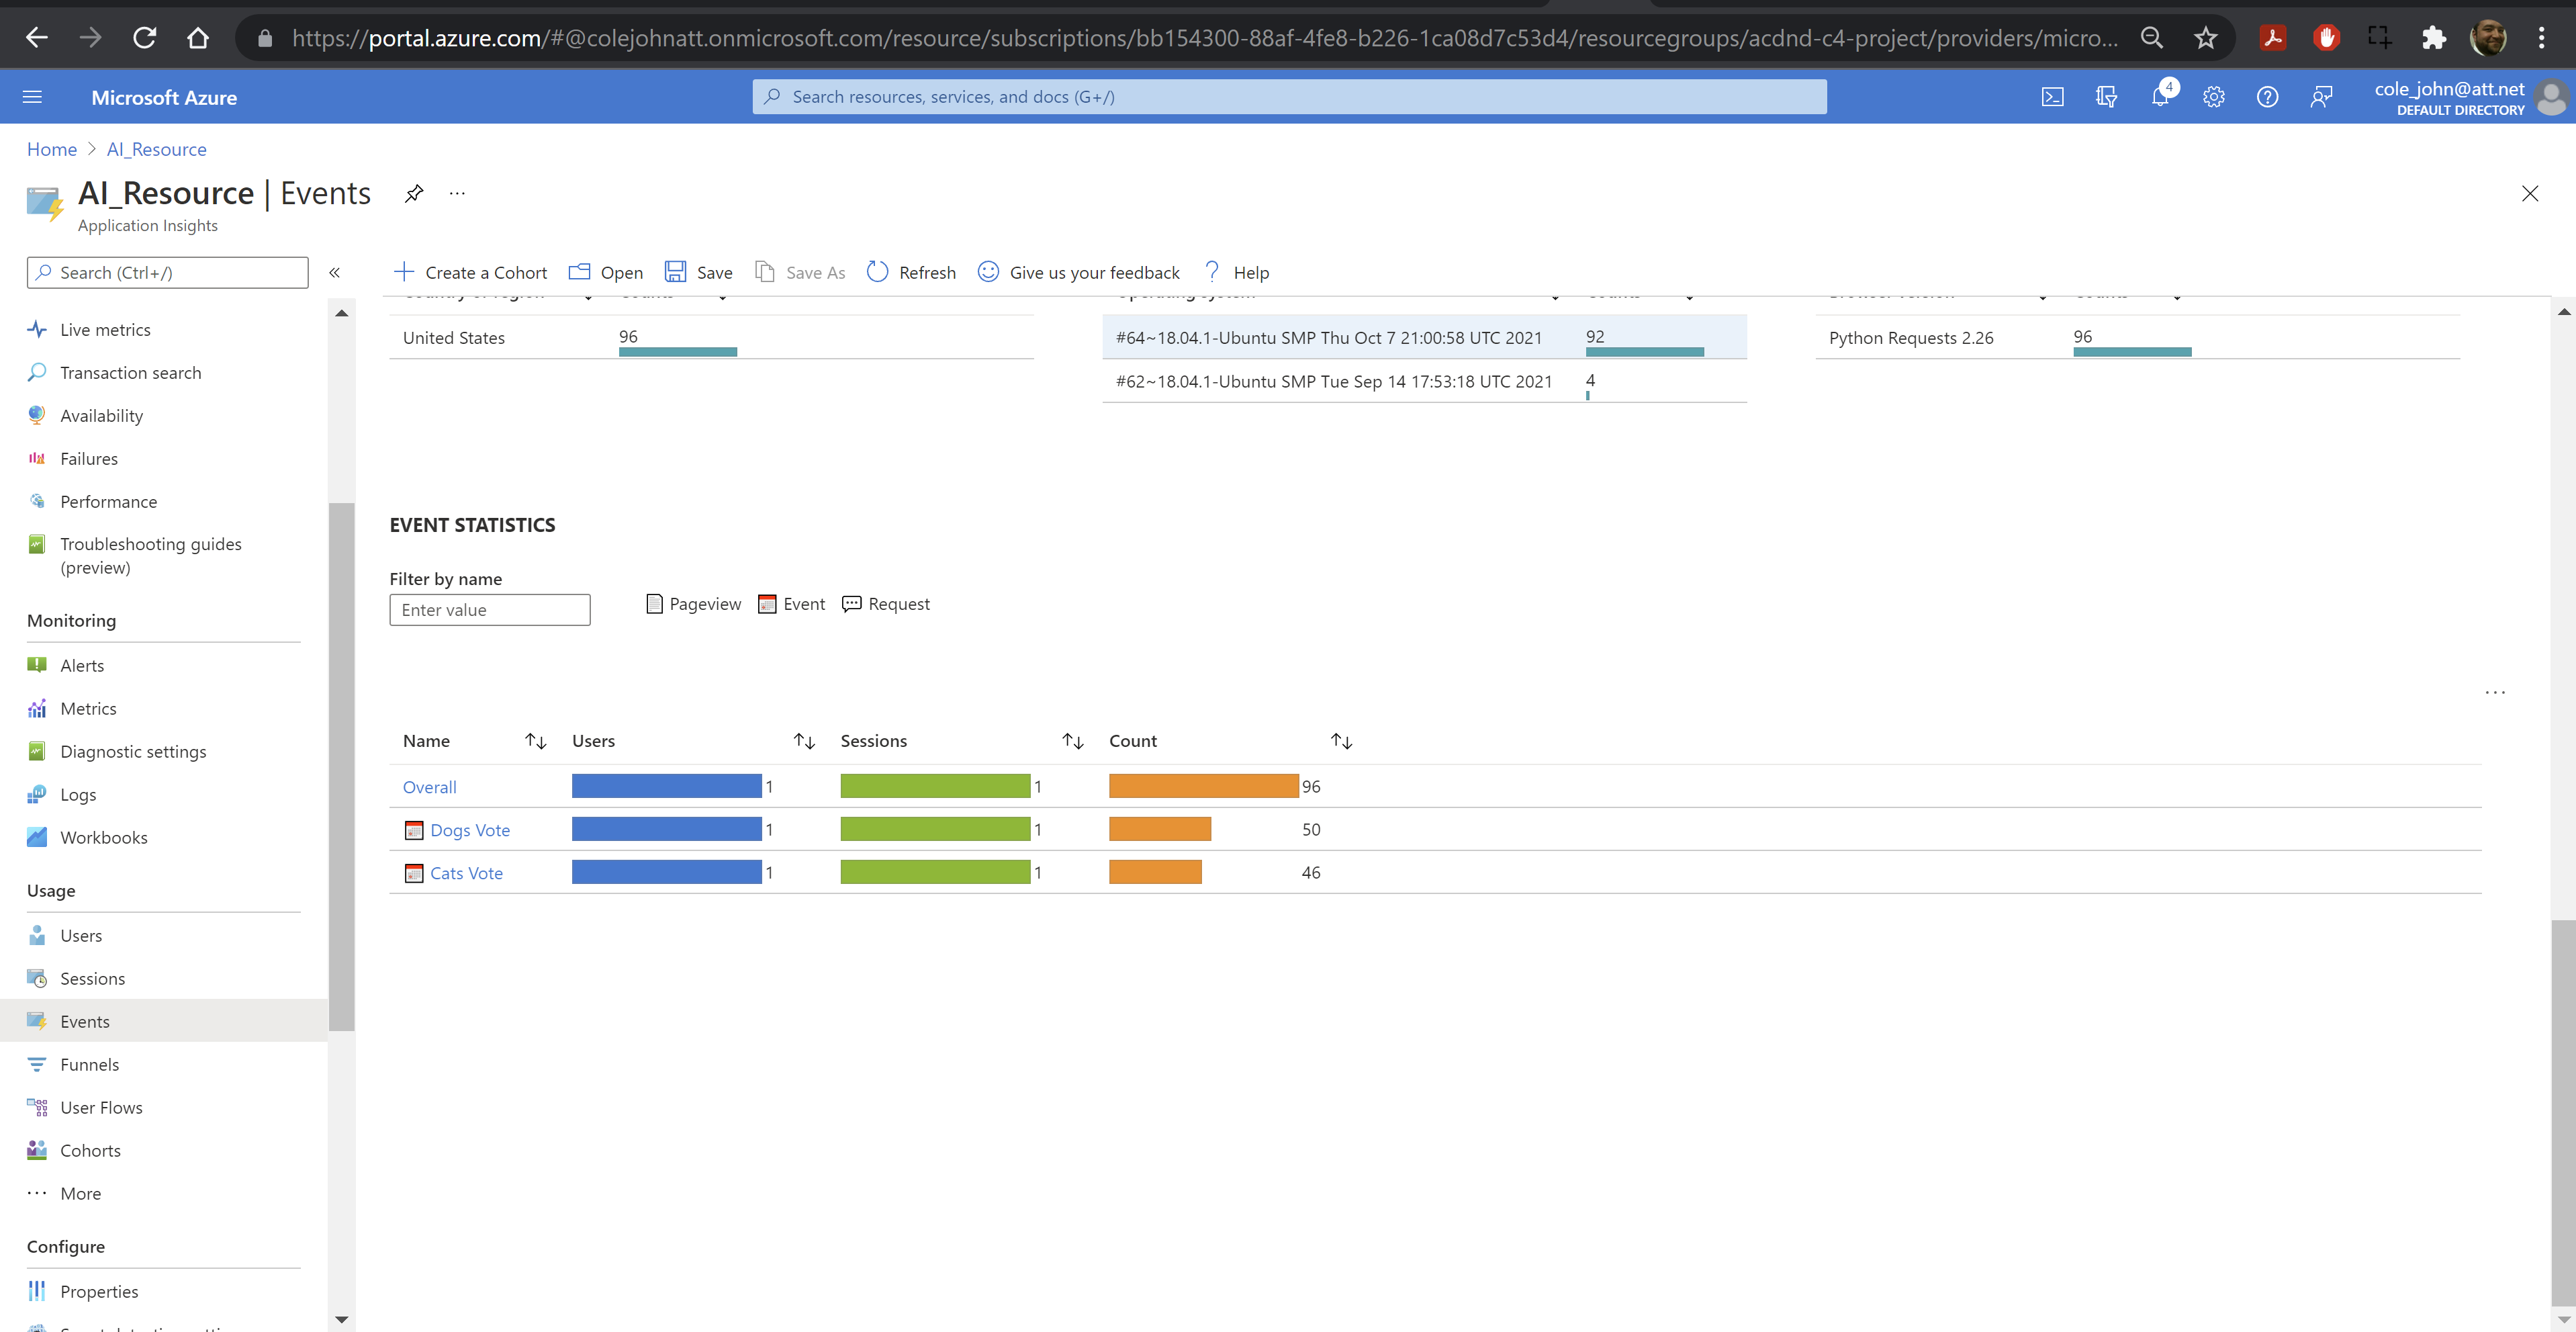 https://portal.azure.com/#@colejohnatt.onmicrosoft.com/resource/subscriptions/bb154300-88af-4fe8-b226-1ca08d7c53d4/resourcegroups/acdnd-c4-project/providers/micro...
Microsoft Azure
Search resources, services, and docs (G+/)
4
cole_john@att.net
DEFAULT DIRECTORY
Home > AI_Resource
AI_Resource | Events
Application Insights
Search (Ctrl+/)
Create a Cohort Open Save Save As Refresh Give us your feedback Help
Live metrics
Transaction search
Availability
Failures
Performance
Troubleshooting guides
(preview)
Monitoring
Alerts
Metrics
Diagnostic settings
Logs
Workbooks
Usage
Users
Sessions
Events
Funnels
User Flows
Cohorts
More
Configure
Properties
United States 96
#64~18.04.1-Ubuntu SMP Thu Oct 7 21:00:58 UTC 2021 92
#62~18.04.1-Ubuntu SMP Tue Sep 14 17:53:18 UTC 2021 4
Python Requests 2.26 96
EVENT STATISTICS
Filter by name
Enter value
Pageview Event Request
Name Users Sessions Count
Overall 1 1 96
Dogs Vote 1 1 50
Cats Vote 1 1 46